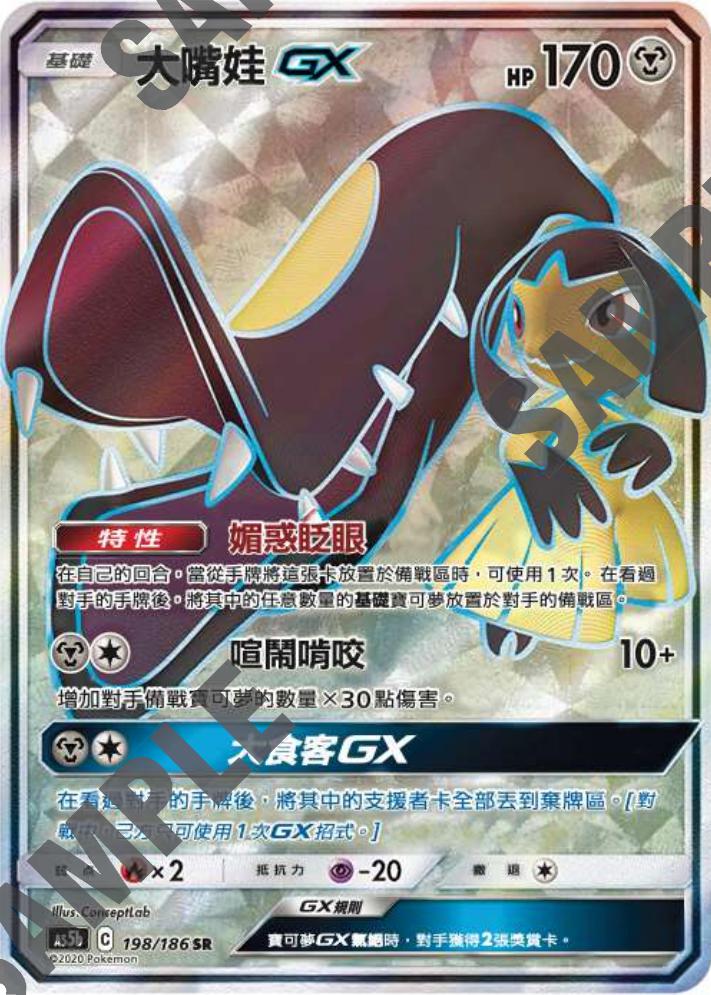 基礎 大嘴娃 GX HP 170
特性 媚惑眨眼
在自己的回合，當從手牌將這張卡放置於備戰區時，可使用1次。在看過
對手的手牌後，將其中的任意數量的基礎寶可夢放置於對手的備戰區。
喧鬧啃咬 10+
增加對手備戰寶可夢的數量×30點傷害。
大食客GX
在看過對手的手牌後，將其中的支援者卡全部丟到棄牌區。[對
戰中，己方只可使用1次GX招式。]
弱點 ×2 抵抗力 -20 撤退
Illus. ConceptLab GX規則
AS5b C 198/186 SR 寶可夢GX氣絕時，對手獲得2張獎賞卡。
©2020 Pokémon
SAMPLE
SAMPLE